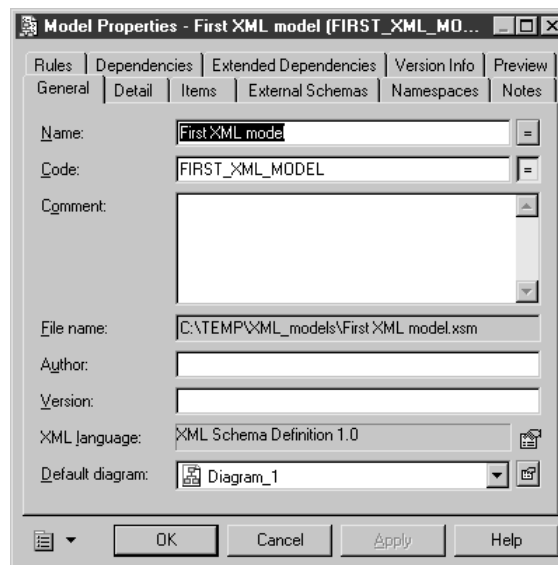 Model Properties - First XML model (FIRST_XML_MO...
Rules Dependencies Extended Dependencies Version Info Preview
General Detail Items External Schemas Namespaces Notes
Name: First XML model =
Code: FIRST_XML_MODEL =
Comment:
File name: C:\TEMP\XML_models\First XML model.xsm
Author:
Version:
XML language: XML Schema Definition 1.0
Default diagram: Diagram_1
OK Cancel Apply Help